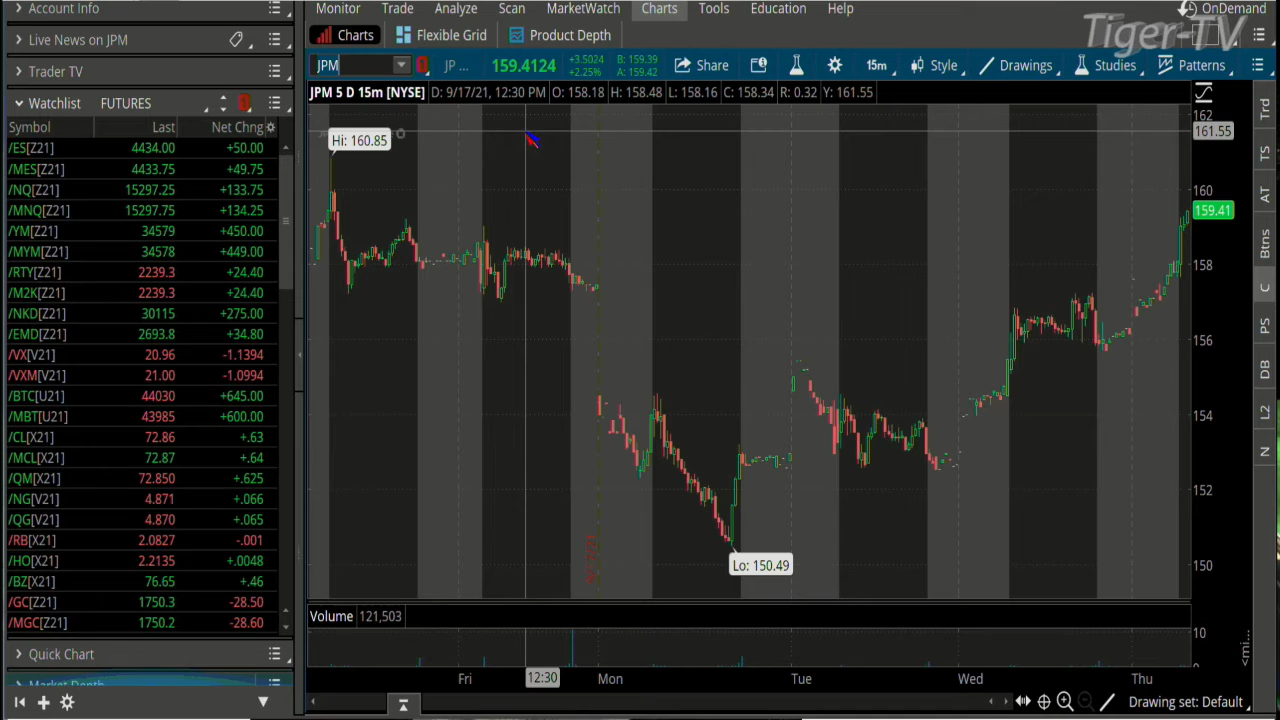 Account Info
Live News on JPM
Trader TV
Watchlist FUTURES
Symbol Last Net Chng
/ES[Z21] 4434.00 +50.00
/MES[Z21] 4433.75 +49.75
/NQ[Z21] 15297.25 +133.75
/MNQ[Z21] 15297.75 +134.25
/YM[Z21] 34579 +450.00
/MYM[Z21] 34578 +449.00
/RTY[Z21] 2239.3 +24.40
/M2K[Z21] 2239.3 +24.40
/NKD[Z21] 30115 +275.00
/EMD[Z21] 2693.8 +34.80
/VX[V21] 20.96 -1.1394
/VXM[V21] 21.00 -1.0994
/BTC[U21] 44030 +645.00
/MBT[U21] 43985 +600.00
/CL[X21] 72.86 +.63
/MCL[X21] 72.87 +.64
/QM[X21] 72.850 +.625
/NG[V21] 4.871 +.066
/QG[V21] 4.870 +.065
/RB[X21] 2.0827 -.001
/HO[X21] 2.2135 +.0048
/BZ[X21] 76.65 +.46
/GC[Z21] 1750.3 -28.50
/MGC[Z21] 1750.2 -28.60
Quick Chart
Market Depth
Monitor Trade Analyze Scan MarketWatch Charts Tools Education Help
OnDemand
Tiger-TV
Charts Flexible Grid Product Depth
JPM JP ... 159.4124 +3.5024 +2.25% B: 159.39 A: 159.42 Share 15m Style Drawings Studies Patterns
JPM 5 D 15m [NYSE] D: 9/17/21, 12:30 PM O: 158.18 H: 158.48 L: 158.16 C: 158.34 R: 0.32 Y: 161.55
Hi: 160.85
162
161.55
160
159.41
158
156
154
152
150
Lo: 150.49
Volume 121,503
10
0
<mi...
Fri 12:30 Mon Tue Wed Thu
Drawing set: Default
Trd
TS
AT
Btns
C
PS
DB
L2
N